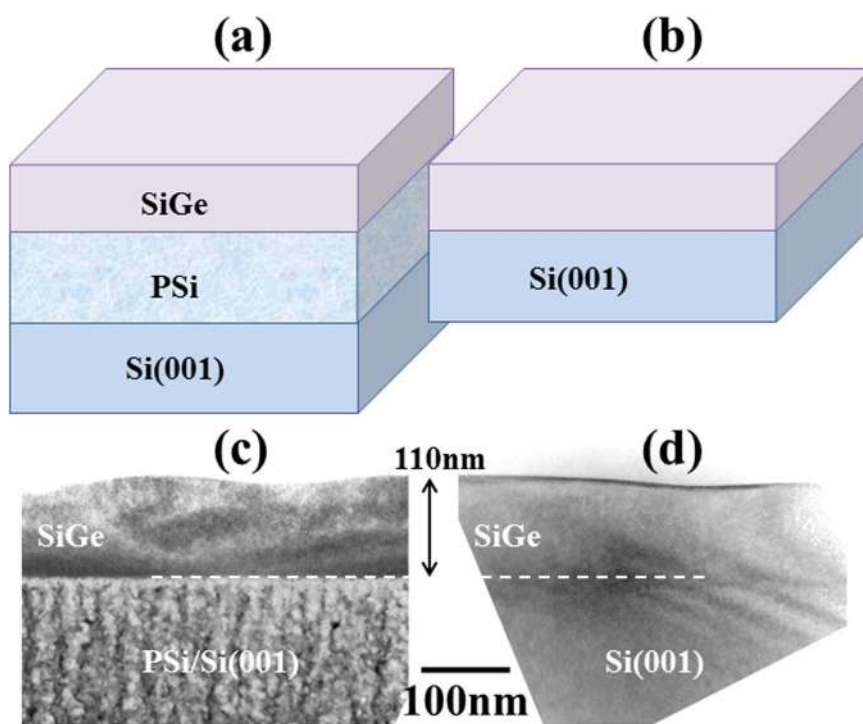 (a)
(b)
SiGe
PSi
Si(001)
Si(001)
(c)
110nm
(d)
SiGe
SiGe
PSi/Si(001)
Si(001)
100nm